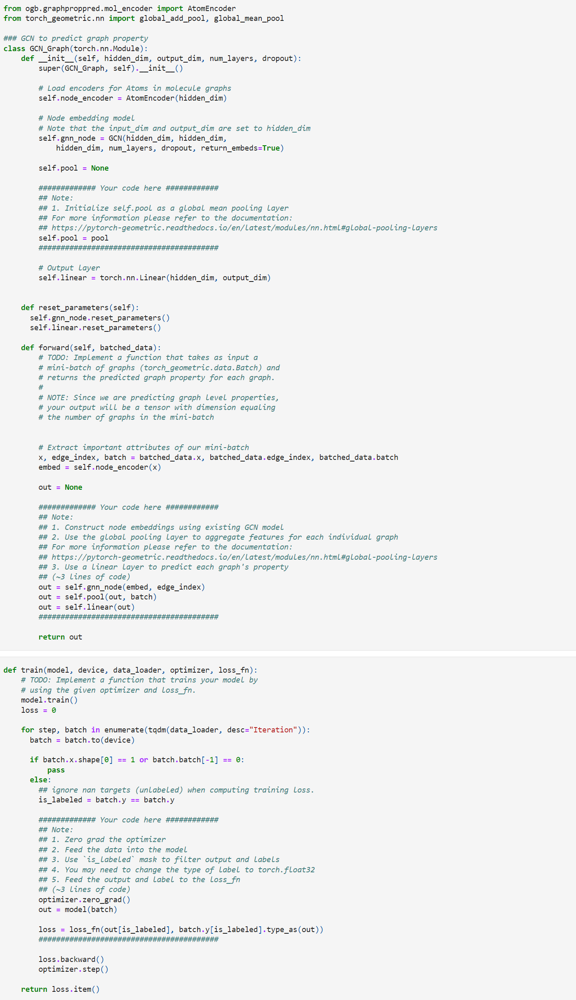 from ogb.graphproppred.mol_encoder import AtomEncoder
from torch_geometric.nn import global_add_pool, global_mean_pool

### GCN to predict graph property
class GCN_Graph(torch.nn.Module):
    def __init__(self, hidden_dim, output_dim, num_layers, dropout):
        super(GCN_Graph, self).__init__()

        # Load encoders for Atoms in molecule graphs
        self.node_encoder = AtomEncoder(hidden_dim)

        # Node embedding model
        # Note that the input_dim and output_dim are set to hidden_dim
        self.gnn_node = GCN(hidden_dim, hidden_dim,
            hidden_dim, num_layers, dropout, return_embeds=True)

        self.pool = None

        ############# Your code here ############
        ## Note:
        ## 1. Initialize self.pool as a global mean pooling layer
        ## For more information please refer to the documentation:
        ## https://pytorch-geometric.readthedocs.io/en/latest/modules/nn.html#global-pooling-layers
        self.pool = pool
        #########################################

        # Output layer
        self.linear = torch.nn.Linear(hidden_dim, output_dim)


    def reset_parameters(self):
      self.gnn_node.reset_parameters()
      self.linear.reset_parameters()

    def forward(self, batched_data):
        # TODO: Implement a function that takes as input a
        # mini-batch of graphs (torch_geometric.data.Batch) and
        # returns the predicted graph property for each graph.
        #
        # NOTE: Since we are predicting graph level properties,
        # your output will be a tensor with dimension equaling
        # the number of graphs in the mini-batch


        # Extract important attributes of our mini-batch
        x, edge_index, batch = batched_data.x, batched_data.edge_index, batched_data.batch
        embed = self.node_encoder(x)

        out = None

        ############# Your code here ############
        ## Note:
        ## 1. Construct node embeddings using existing GCN model
        ## 2. Use the global pooling layer to aggregate features for each individual graph
        ## For more information please refer to the documentation:
        ## https://pytorch-geometric.readthedocs.io/en/latest/modules/nn.html#global-pooling-layers
        ## 3. Use a linear layer to predict each graph's property
        ## (~3 lines of code)
        out = self.gnn_node(embed, edge_index)
        out = self.pool(out, batch)
        out = self.linear(out)
        #########################################

        return out

def train(model, device, data_loader, optimizer, loss_fn):
    # TODO: Implement a function that trains your model by
    # using the given optimizer and loss_fn.
    model.train()
    loss = 0

    for step, batch in enumerate(tqdm(data_loader, desc="Iteration")):
      batch = batch.to(device)

      if batch.x.shape[0] == 1 or batch.batch[-1] == 0:
          pass
      else:
        ## ignore nan targets (unlabeled) when computing training loss.
        is_labeled = batch.y == batch.y

        ############# Your code here ############
        ## Note:
        ## 1. Zero grad the optimizer
        ## 2. Feed the data into the model
        ## 3. Use `is_labeled` mask to filter output and labels
        ## 4. You may need to change the type of label to torch.float32
        ## 5. Feed the output and label to the loss_fn
        ## (~3 lines of code)
        optimizer.zero_grad()
        out = model(batch)

        loss = loss_fn(out[is_labeled], batch.y[is_labeled].type_as(out))
        #########################################

        loss.backward()
        optimizer.step()

    return loss.item()